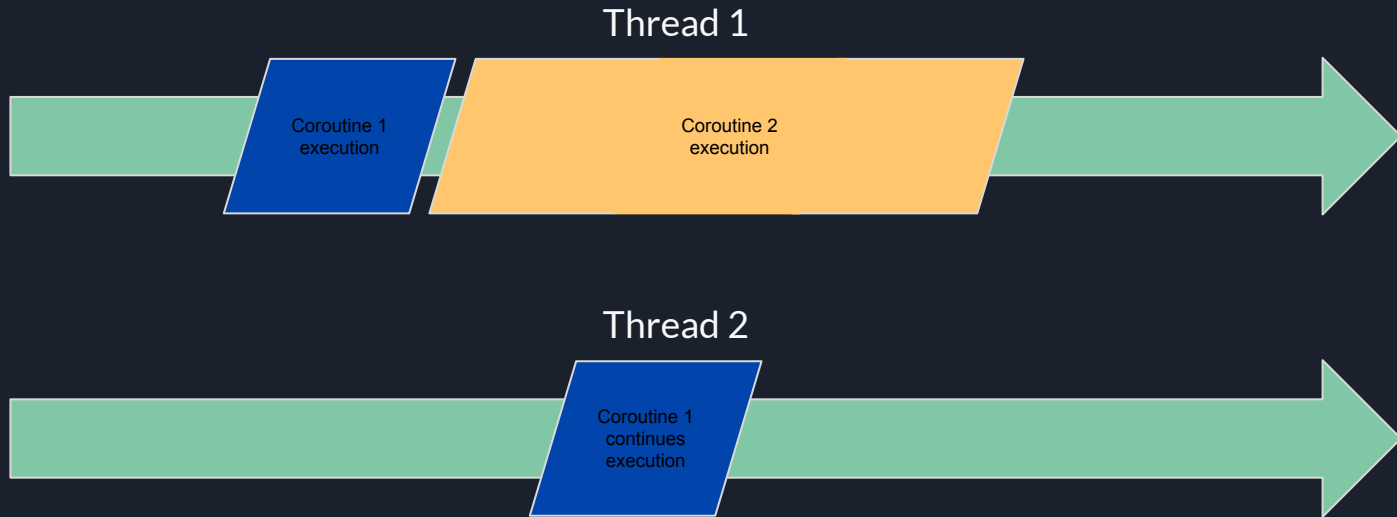 Thread 1
Coroutine 1
execution
Coroutine 2
execution
Thread 2
Coroutine 1
continues
execution